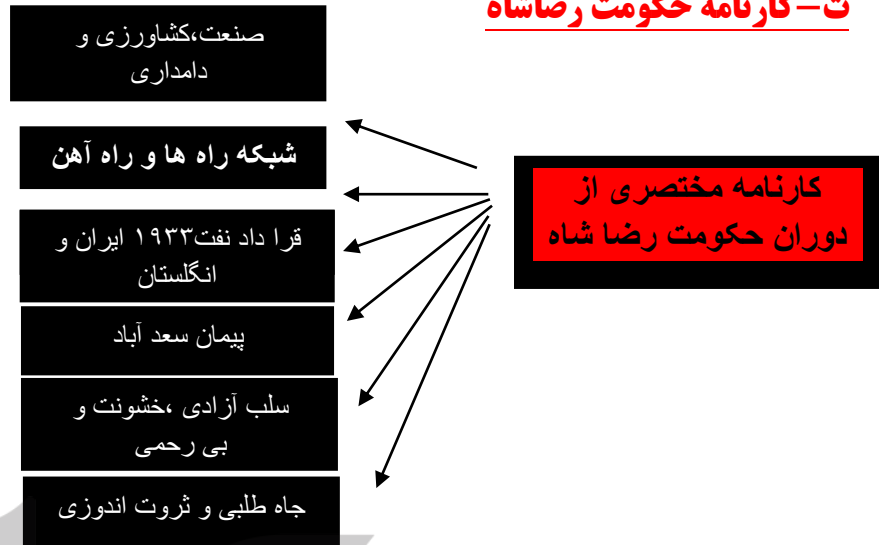 ت– کارنامه حکومت رضاشاه
کارنامه مختصری از
دوران حکومت رضا شاه
صنعت،کشاورزی و
دامداری
شبکه راه ها و راه آهن
قرا داد نفت۱۹۳۳ ایران و
انگلستان
پیمان سعد آباد
سلب آزادی ،خشونت و
بی رحمی
جاه طلبی و ثروت اندوزی